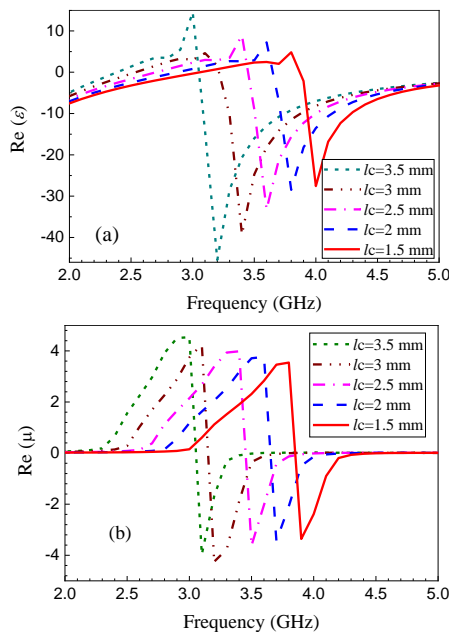 10
0
-10
-20
-30
-40
Re (ε)
lc=3.5 mm
lc=3 mm
lc=2.5 mm
lc=2 mm
lc=1.5 mm
(a)
2.0 2.5 3.0 3.5 4.0 4.5 5.0
Frequency (GHz)
4
2
0
-2
-4
Re (μ)
lc=3.5 mm
lc=3 mm
lc=2.5 mm
lc=2 mm
lc=1.5 mm
(b)
2.0 2.5 3.0 3.5 4.0 4.5 5.0
Frequency (GHz)